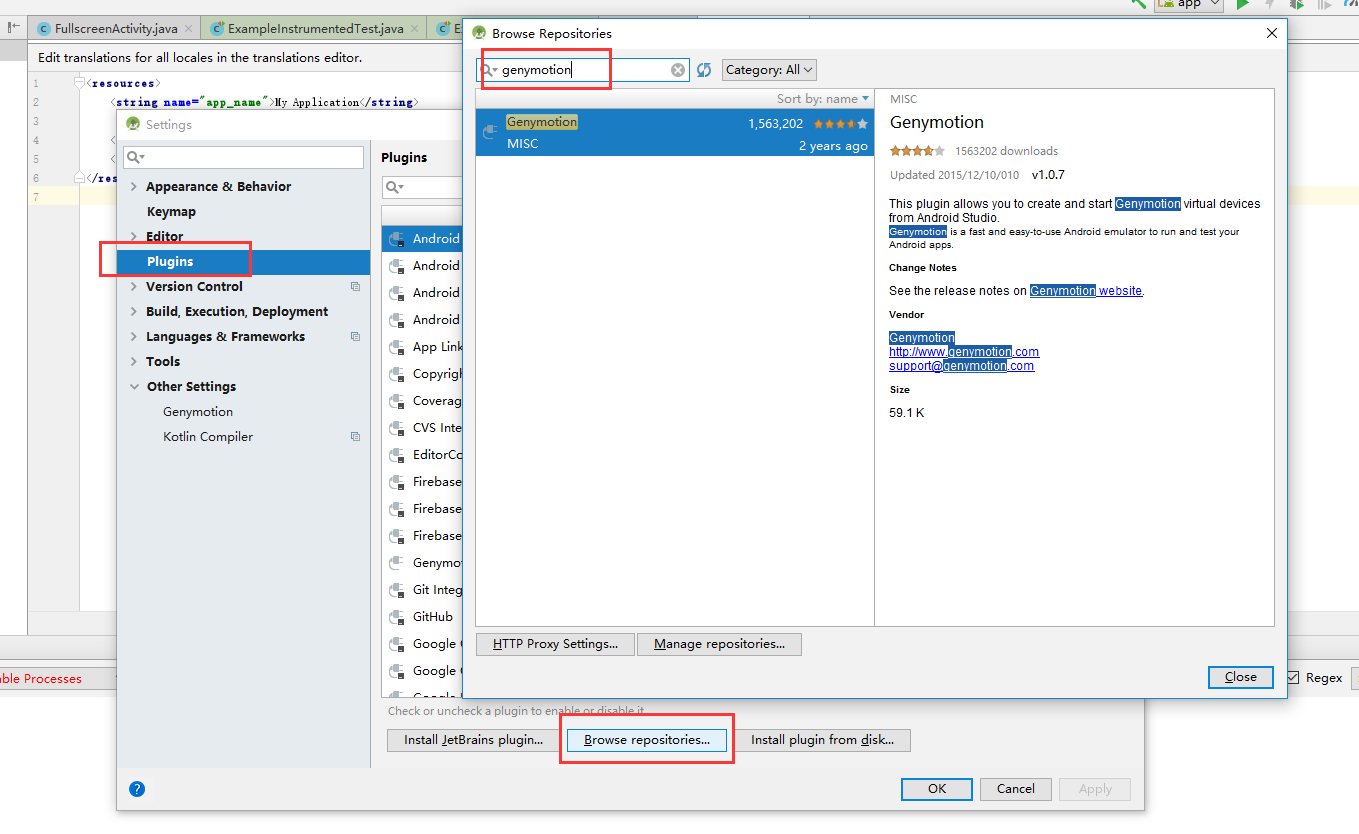 app
FullscreenActivity.java
ExampleInstrumentedTest.java
Edit translations for all locales in the translations editor.
1 <resources>
2 <string name="app_name">My Application</string>
3
4 <
5 <
6 </res
7
Settings
Appearance & Behavior
Keymap
Editor
Plugins
Version Control
Build, Execution, Deployment
Languages & Frameworks
Tools
Other Settings
Genymotion
Kotlin Compiler
Plugins
Android
Android
Android
Android
App Link
Copyrigh
Coverag
CVS Inte
EditorCo
Firebase
Firebase
Firebase
Genymot
Git Integ
GitHub
Google
Google
Google
Check or uncheck a plugin to enable or disable it.
Install JetBrains plugin...
Browse repositories...
Install plugin from disk...
?
OK
Cancel
Apply
Browse Repositories
genymotion
Category: All
Sort by: name
Genymotion
1,563,202
MISC
2 years ago
MISC
Genymotion
1563202 downloads
Updated 2015/12/10/010 v1.0.7
This plugin allows you to create and start Genymotion virtual devices
from Android Studio.
Genymotion is a fast and easy-to-use Android emulator to run and test your
Android apps.
Change Notes
See the release notes on Genymotion website.
Vendor
Genymotion
http://www.genymotion.com
support@genymotion.com
Size
59.1 K
HTTP Proxy Settings...
Manage repositories...
Close
able Processes
Regex